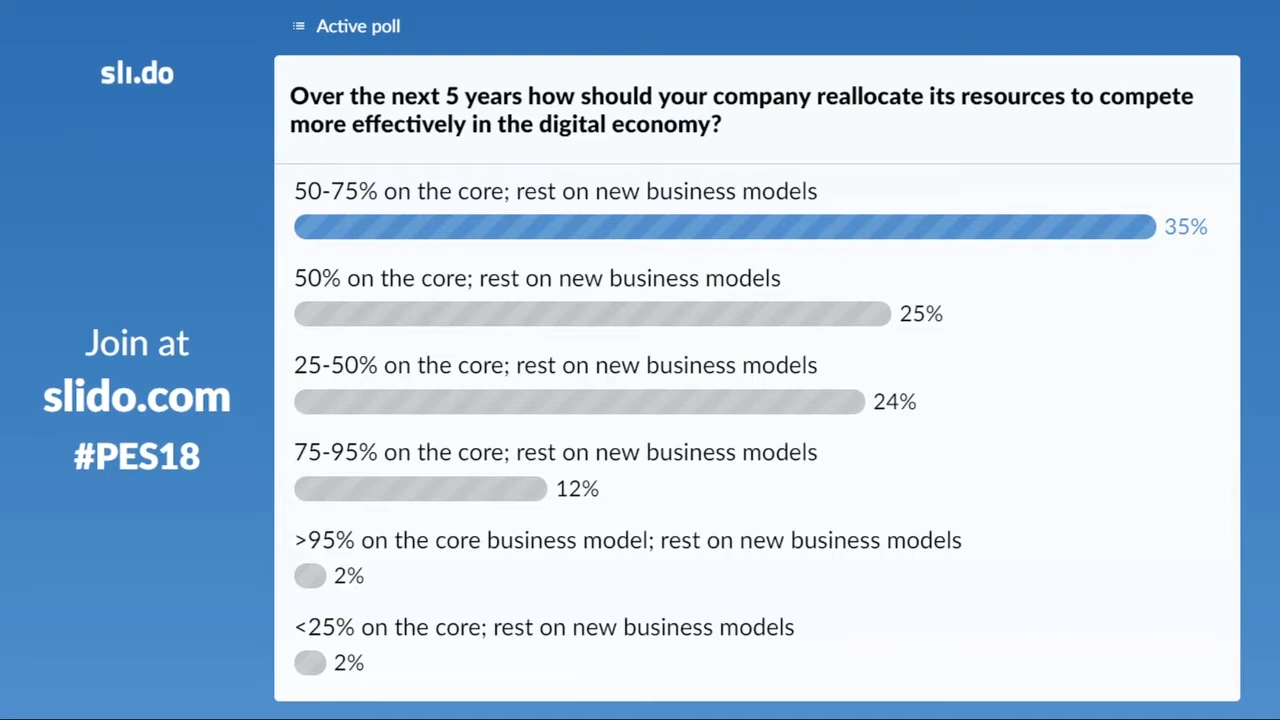 Active poll
sli.do
Over the next 5 years how should your company reallocate its resources to compete
more effectively in the digital economy?
50-75% on the core; rest on new business models
35%
50% on the core; rest on new business models
25%
25-50% on the core; rest on new business models
24%
75-95% on the core; rest on new business models
12%
>95% on the core business model; rest on new business models
2%
<25% on the core; rest on new business models
2%
Join at
slido.com
#PES18